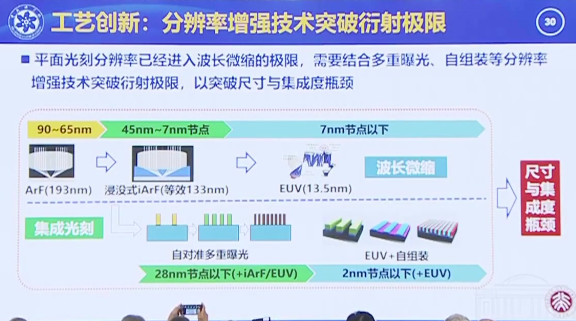 工艺创新：分辨率增强技术突破衍射极限
30
平面光刻分辨率已经进入波长微缩的极限，需要结合多重曝光、自组装等分辨率
增强技术突破衍射极限，以突破尺寸与集成度瓶颈
90~65nm
45nm~7nm节点
7nm节点以下
ArF(193nm)
浸没式iArF(等效133nm)
EUV(13.5nm)
波长微缩
集成光刻
自对准多重曝光
EUV+自组装
28nm节点以下(+iArF/EUV)
2nm节点以下(+EUV)
尺寸
与集
成度
瓶颈